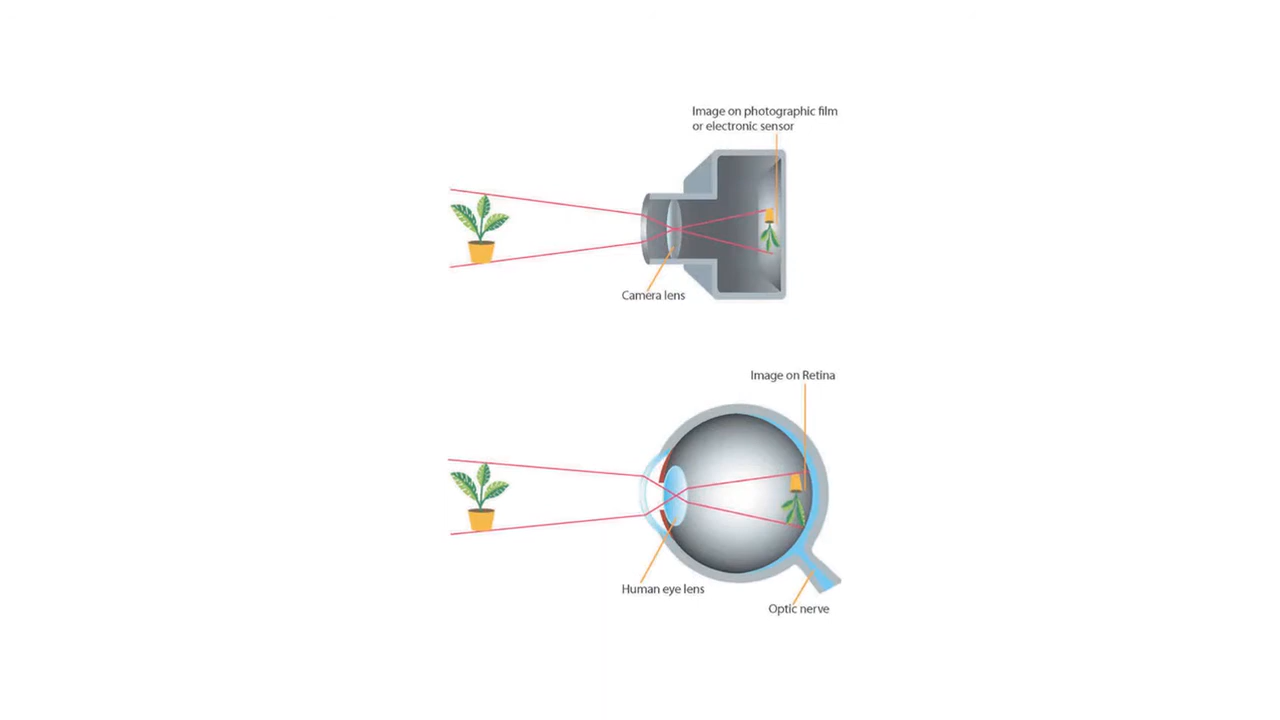 Image on photographic film
or electronic sensor
Camera lens
Image on Retina
Human eye lens
Optic nerve